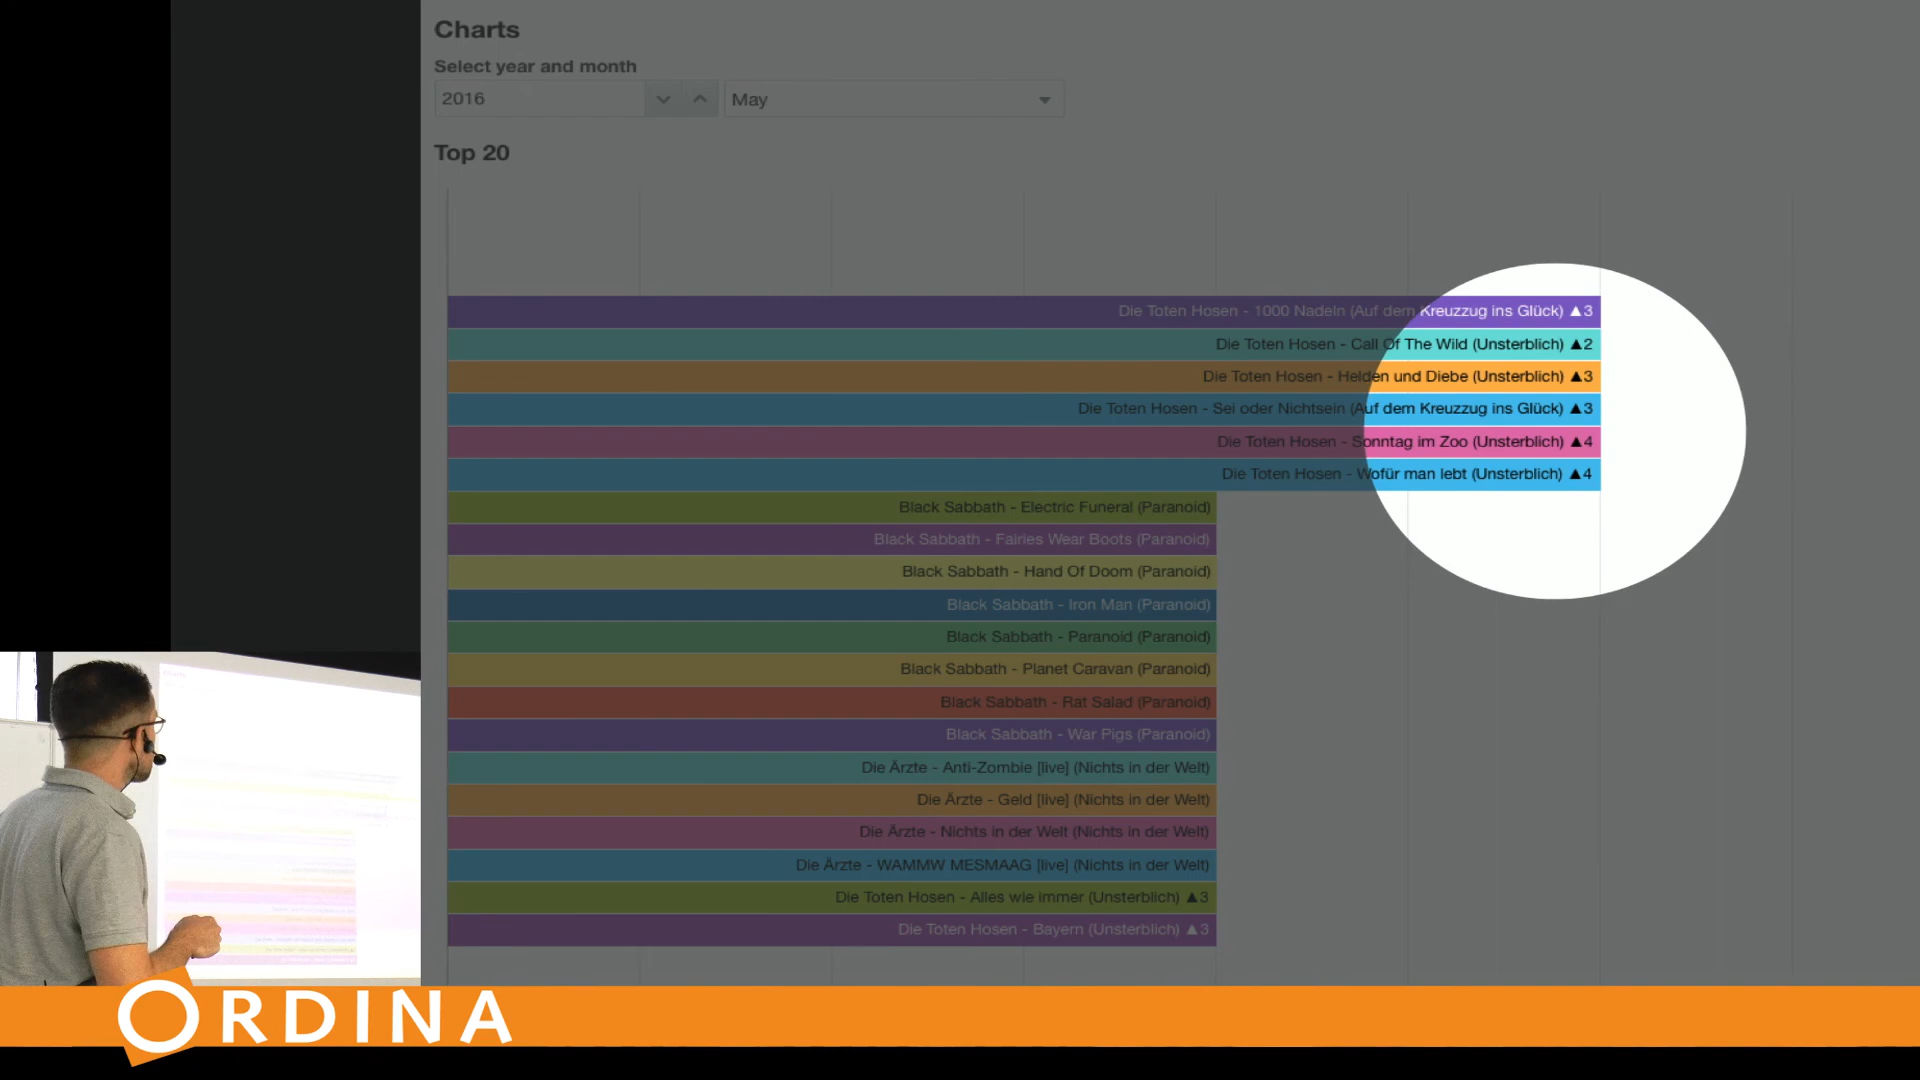 Charts
Select year and month
2016
May
Top 20
Die Toten Hosen - 1000 Nadeln (Auf dem Kreuzzug ins Glück) ▲3
Die Toten Hosen - Call Of The Wild (Unsterblich) ▲2
Die Toten Hosen - Helden und Diebe (Unsterblich) ▲3
Die Toten Hosen - Sei oder Nichtsein (Auf dem Kreuzzug ins Glück) ▲3
Die Toten Hosen - Sonntag im Zoo (Unsterblich) ▲4
Die Toten Hosen - Wofür man lebt (Unsterblich) ▲4
Black Sabbath - Electric Funeral (Paranoid)
Black Sabbath - Fairies Wear Boots (Paranoid)
Black Sabbath - Hand Of Doom (Paranoid)
Black Sabbath - Iron Man (Paranoid)
Black Sabbath - Paranoid (Paranoid)
Black Sabbath - Planet Caravan (Paranoid)
Black Sabbath - Rat Salad (Paranoid)
Black Sabbath - War Pigs (Paranoid)
Die Ärzte - Anti-Zombie [live] (Nichts in der Welt)
Die Ärzte - Geld [live] (Nichts in der Welt)
Die Ärzte - Nichts in der Welt (Nichts in der Welt)
Die Ärzte - WAMMW MESMAAG [live] (Nichts in der Welt)
Die Toten Hosen - Alles wie immer (Unsterblich) ▲3
Die Toten Hosen - Bayern (Unsterblich) ▲3
ORDINA